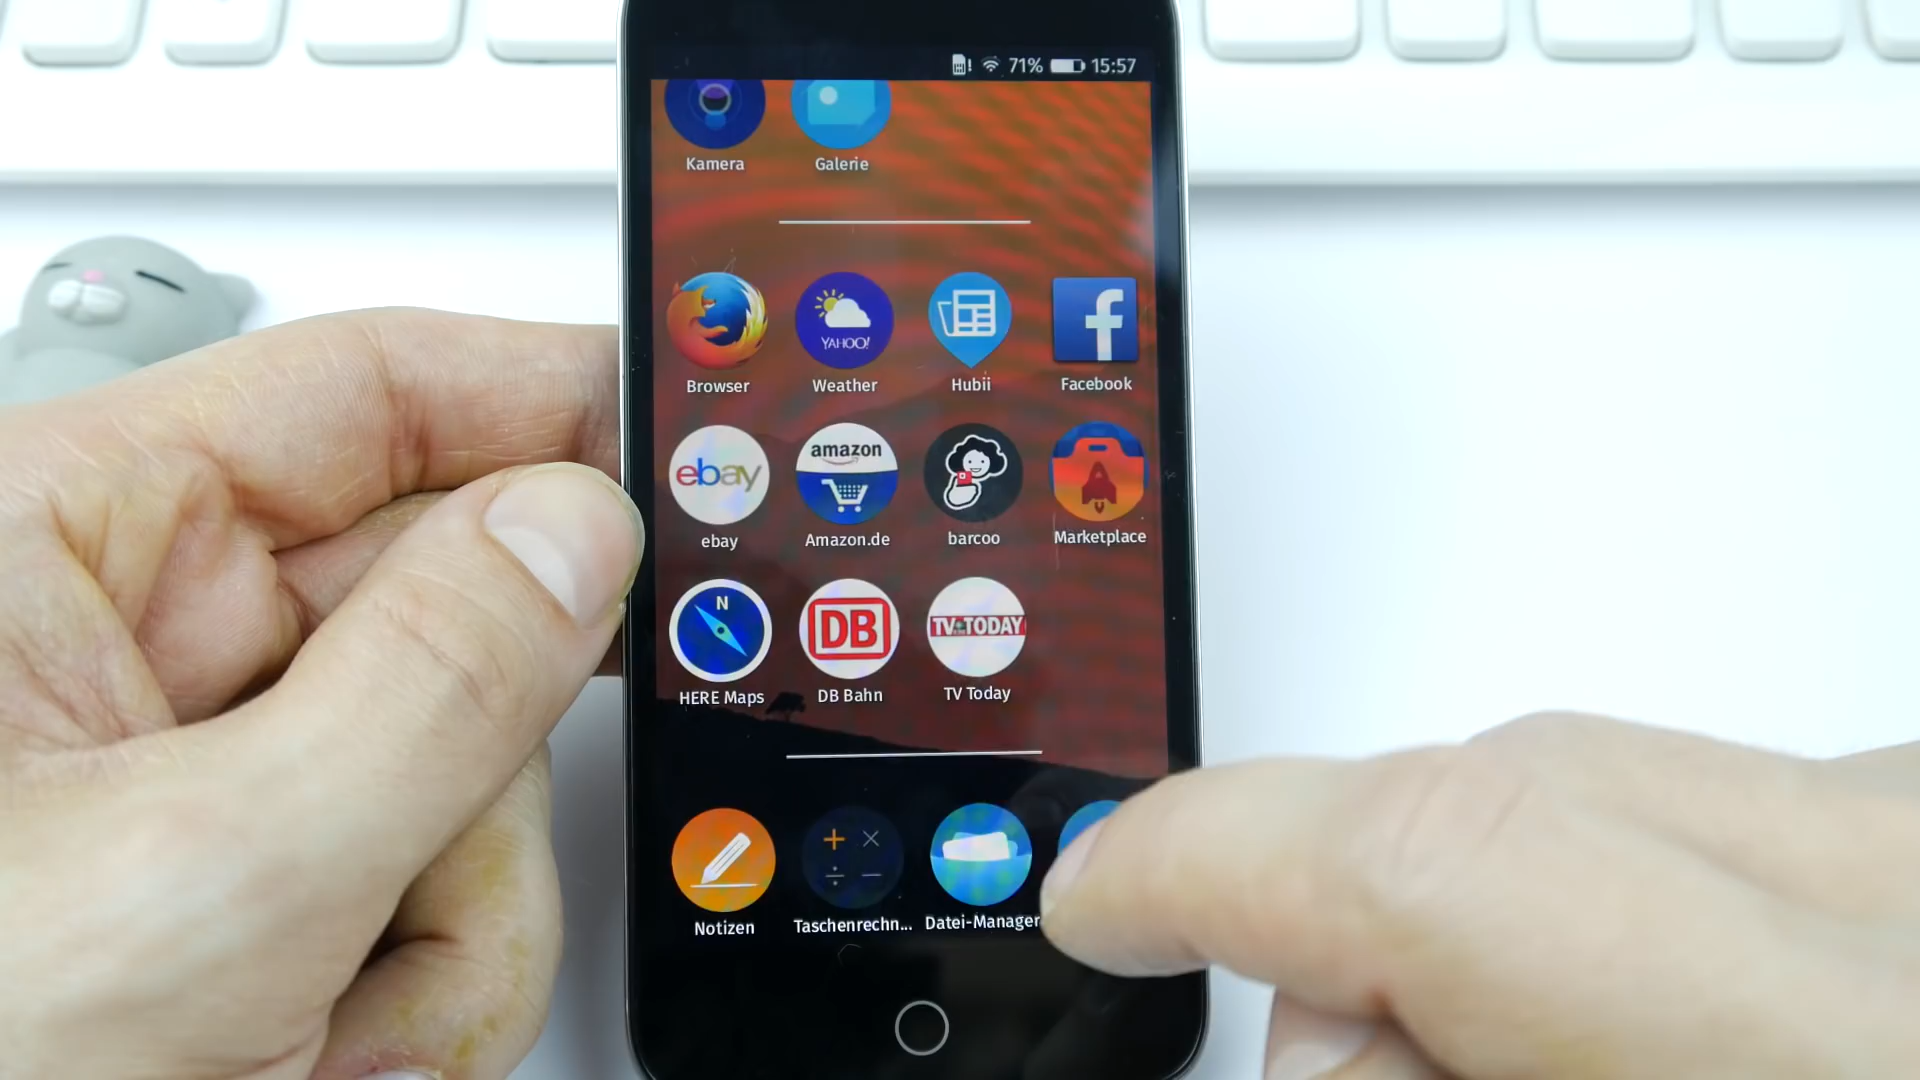 71% 15:57
Kamera Galerie
YAHOO!
Browser Weather Hubii Facebook
ebay amazon
ebay Amazon.de barcoo Marketplace
N DB TV TODAY
HERE Maps DB Bahn TV Today
Notizen Taschenrechn... Datei-Manager